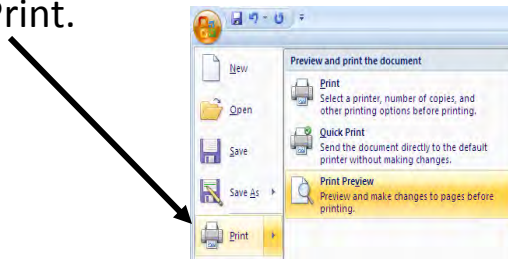 Print.
New
Open
Save
Save As
Print
Preview and print the document
Print
Select a printer, number of copies, and
other printing options before printing.
Quick Print
Send the document directly to the default
printer without making changes.
Print Preview
Preview and make changes to pages before
printing.